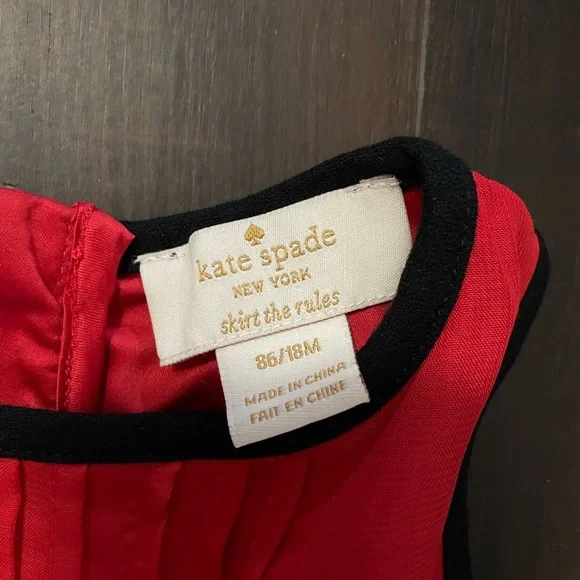 kate spade
NEW YORK
skirt the rules
86/18M
MADE IN CHINA
FAIT EN CHINE